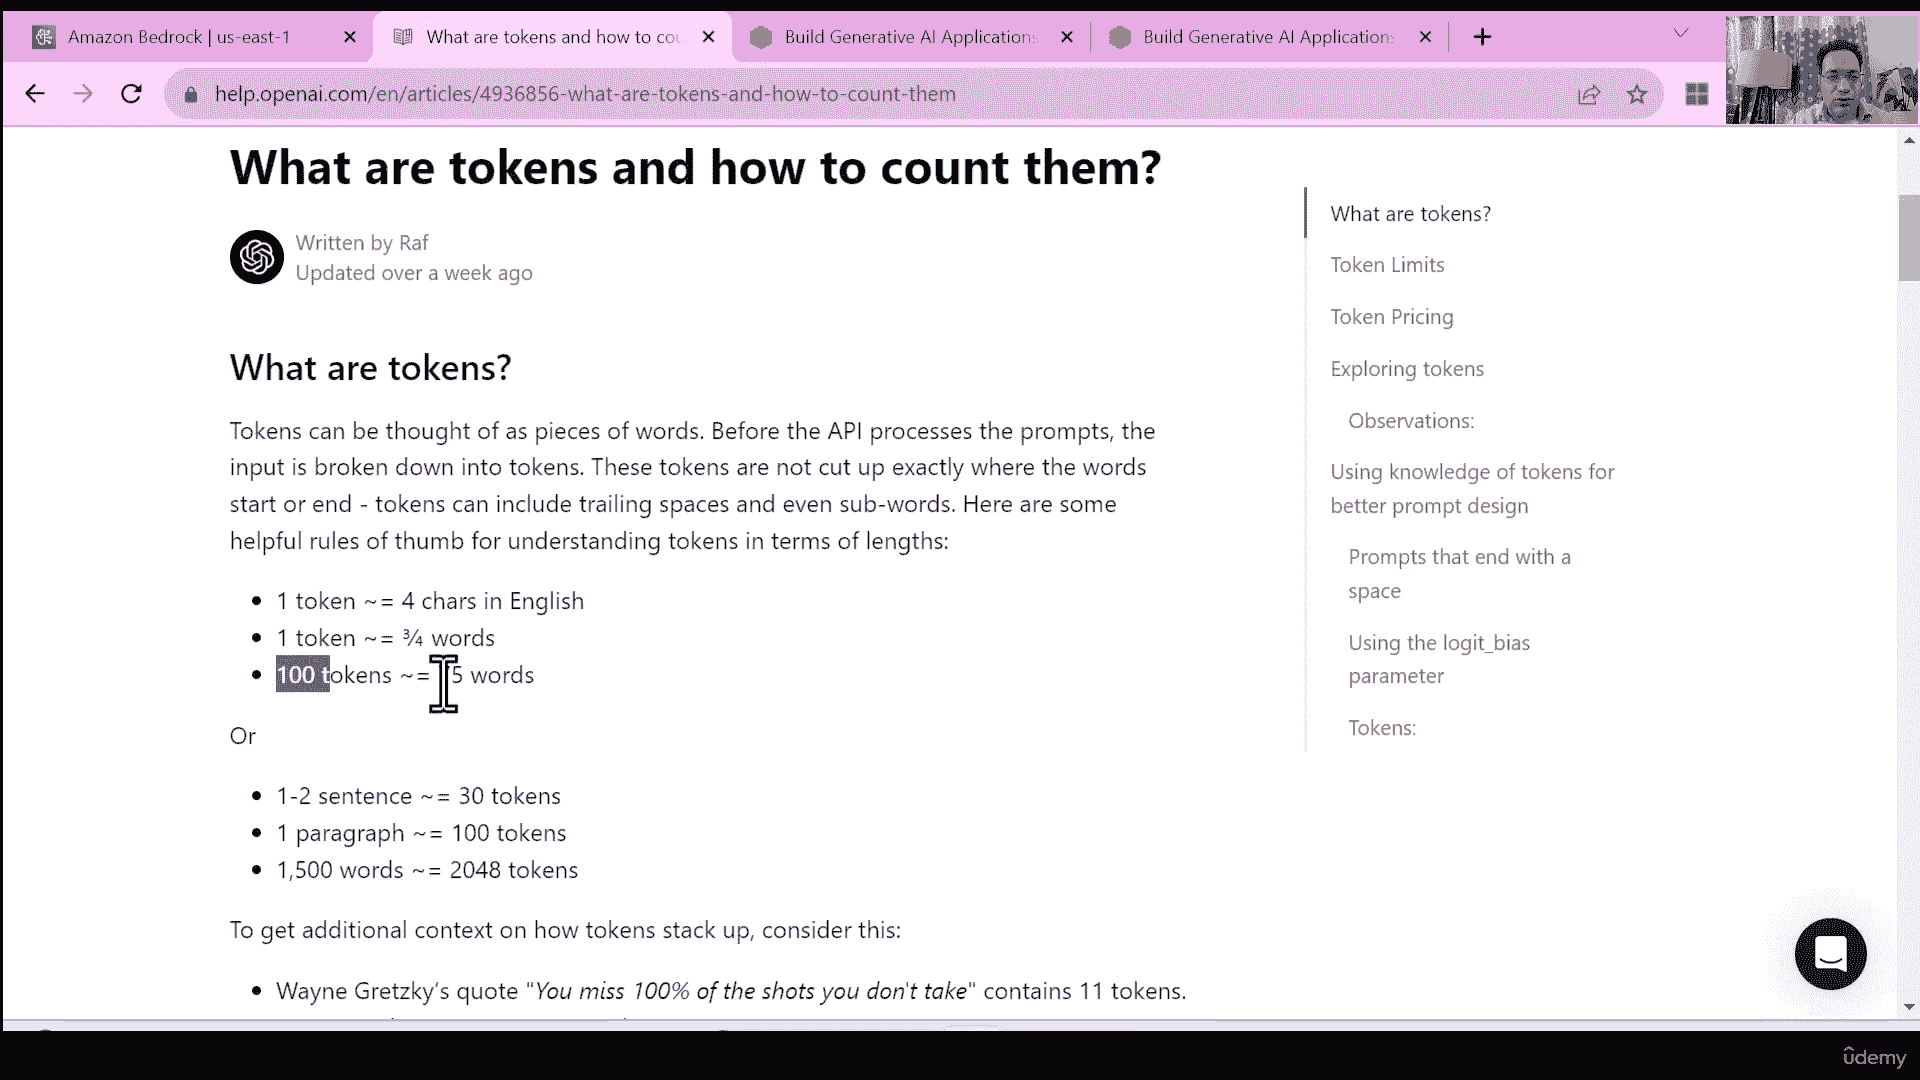 Amazon Bedrock | us-east-1
What are tokens and how to cou
Build Generative AI Applications
Build Generative AI Applications
help.openai.com/en/articles/4936856-what-are-tokens-and-how-to-count-them
What are tokens and how to count them?
Written by Raf
Updated over a week ago
What are tokens?
Tokens can be thought of as pieces of words. Before the API processes the prompts, the
input is broken down into tokens. These tokens are not cut up exactly where the words
start or end - tokens can include trailing spaces and even sub-words. Here are some
helpful rules of thumb for understanding tokens in terms of lengths:
1 token ~= 4 chars in English
1 token ~= ¾ words
100 tokens ~= 75 words
Or
1-2 sentence ~= 30 tokens
1 paragraph ~= 100 tokens
1,500 words ~= 2048 tokens
To get additional context on how tokens stack up, consider this:
Wayne Gretzky's quote "You miss 100% of the shots you don't take" contains 11 tokens.
What are tokens?
Token Limits
Token Pricing
Exploring tokens
Observations:
Using knowledge of tokens for
better prompt design
Prompts that end with a
space
Using the logit_bias
parameter
Tokens:
ûdemy